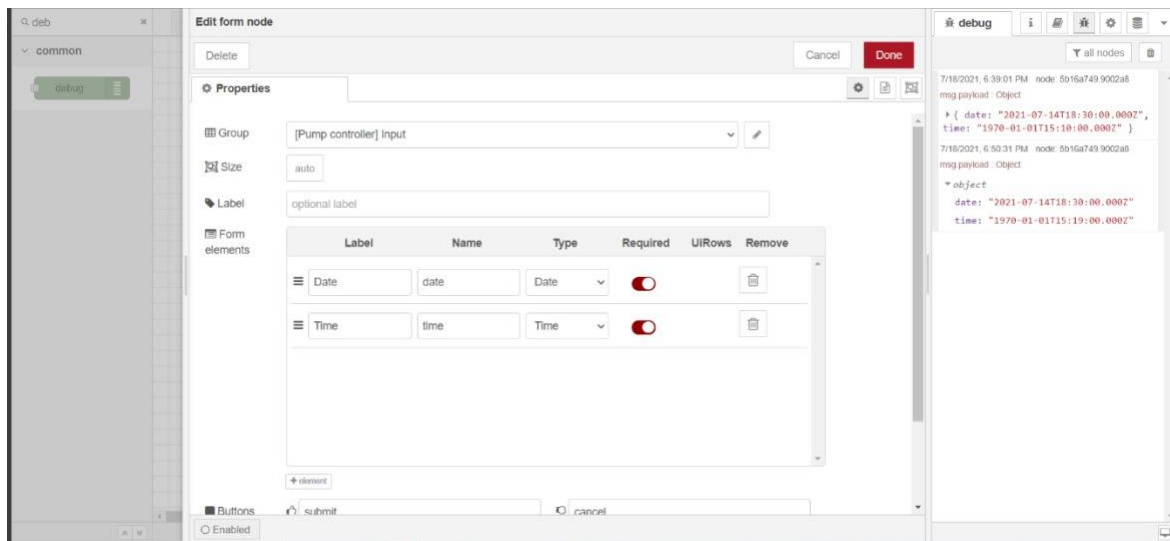 deb
common
debug
Edit form node
Delete
Cancel
Done
Properties
Group
[Pump controller] Input
Size
auto
Label
optional label
Form
elements
Label Name Type Required UiRows Remove
Date date Date
Time time Time
+ element
Buttons
submit
cancel
Enabled
debug
i
all nodes
7/18/2021, 6:39:01 PM node: 5b16a749.9002a8
msg.payload : Object
{ date: "2021-07-14T18:30:00.000Z",
time: "1970-01-01T15:10:00.000Z" }
7/18/2021, 6:50:31 PM node: 5b16a749.9002a8
msg.payload : Object
object
date: "2021-07-14T18:30:00.000Z"
time: "1970-01-01T15:19:00.000Z"